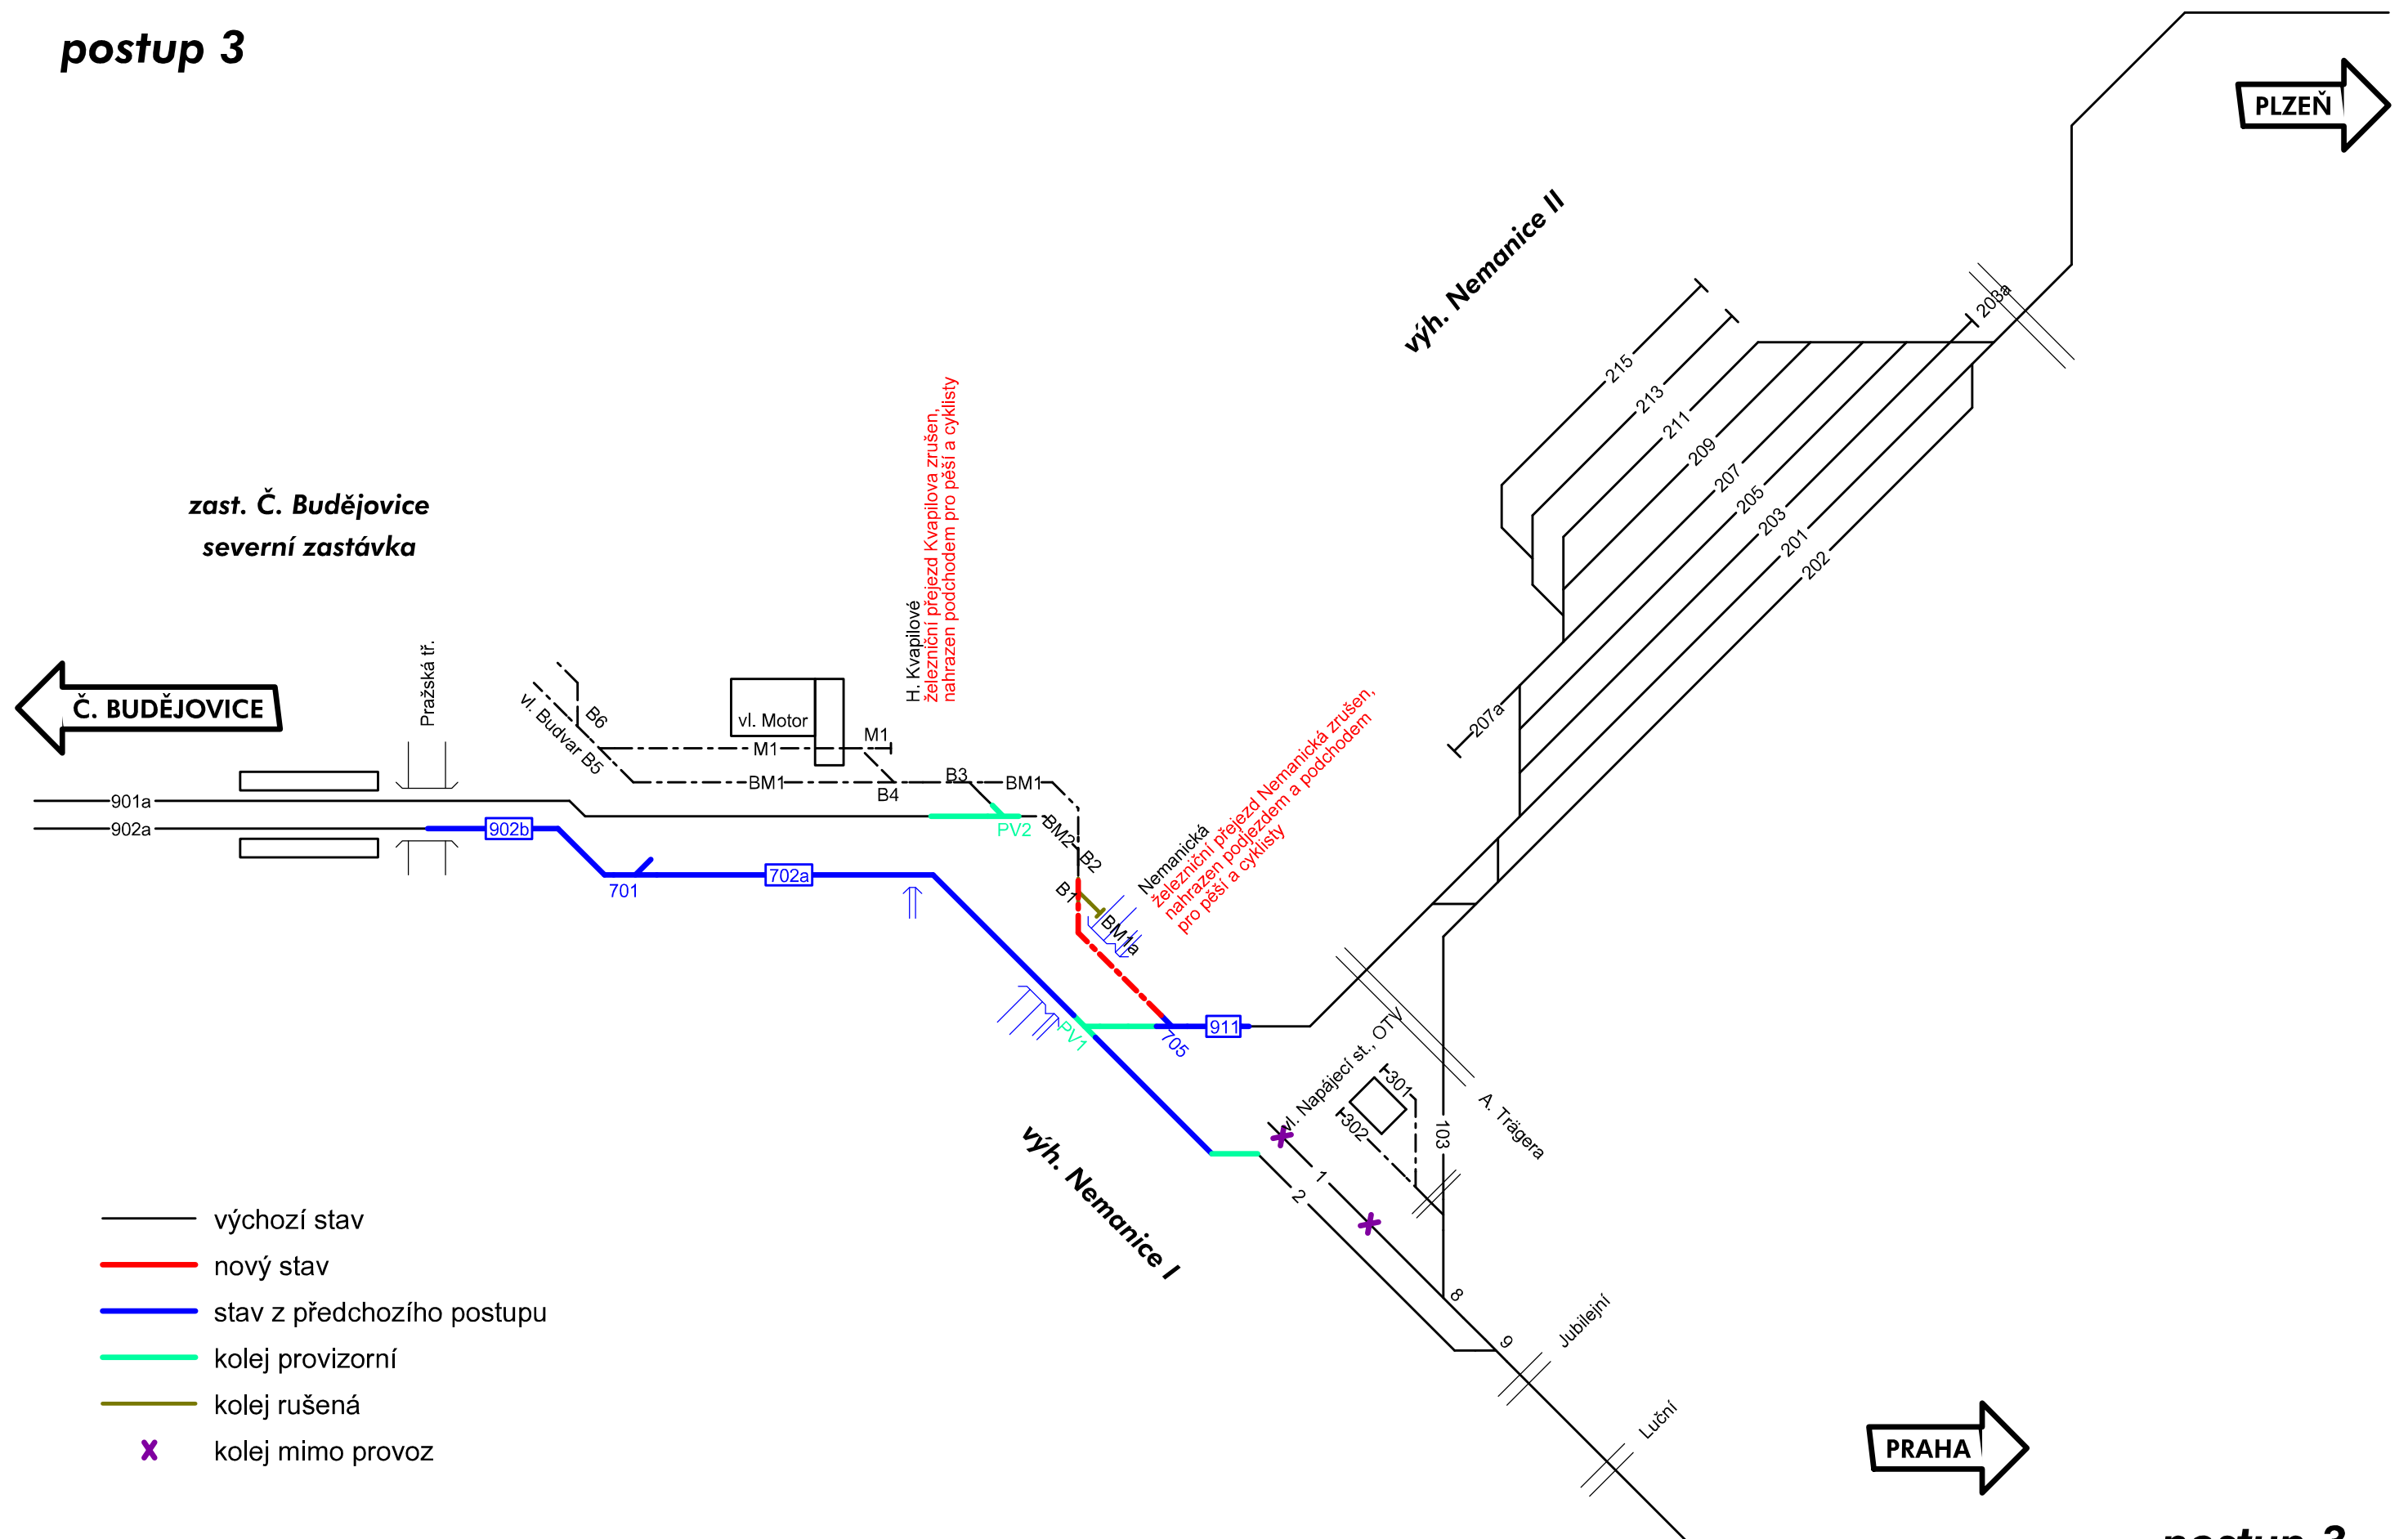 postup 3
PLZEŇ
výh. Nemanice II
203a
215
213
211
209
207
205
203
201
202
207a
zast. Č. Budějovice
severní zastávka
Č. BUDĚJOVICE
Pražská tř.
H. Kvapilové
železniční přejezd Kvapilova zrušen,
nahrazen podchodem pro pěší a cyklisty
Nemanická
železniční přejezd Nemanická zrušen,
nahrazen podjezdem a podchodem
pro pěší a cyklisty
vl. Budvar B5
B6
vl. Motor
M1
M1
BM1
B4
B3
BM1
901a
902a
902b
PV2
BM2
B2
B1
BM1a
701
702a
PV1
705
911
vl. Napájecí st., OTV
301
302
103
A. Trägera
1
2
8
9
výh. Nemanice I
Jubilejní
Luční
PRAHA
výchozí stav
nový stav
stav z předchozího postupu
kolej provizorní
kolej rušená
kolej mimo provoz
postup 3